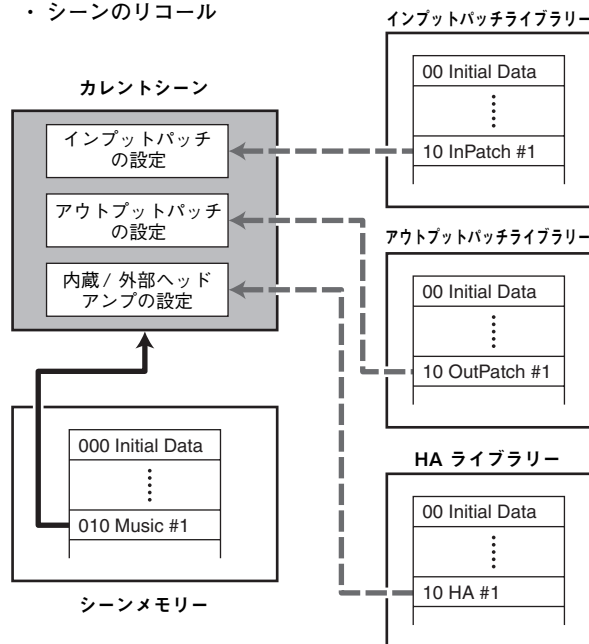 ・ シーンのリコール
カレントシーン
インプットパッチ
の設定
アウトプットパッチ
の設定
内蔵 / 外部ヘッド
アンプの設定
000 Initial Data
010 Music #1
シーンメモリー
インプットパッチライブラリー
00 Initial Data
10 InPatch #1
アウトプットパッチライブラリー
00 Initial Data
10 OutPatch #1
HA ライブラリー
00 Initial Data
10 HA #1